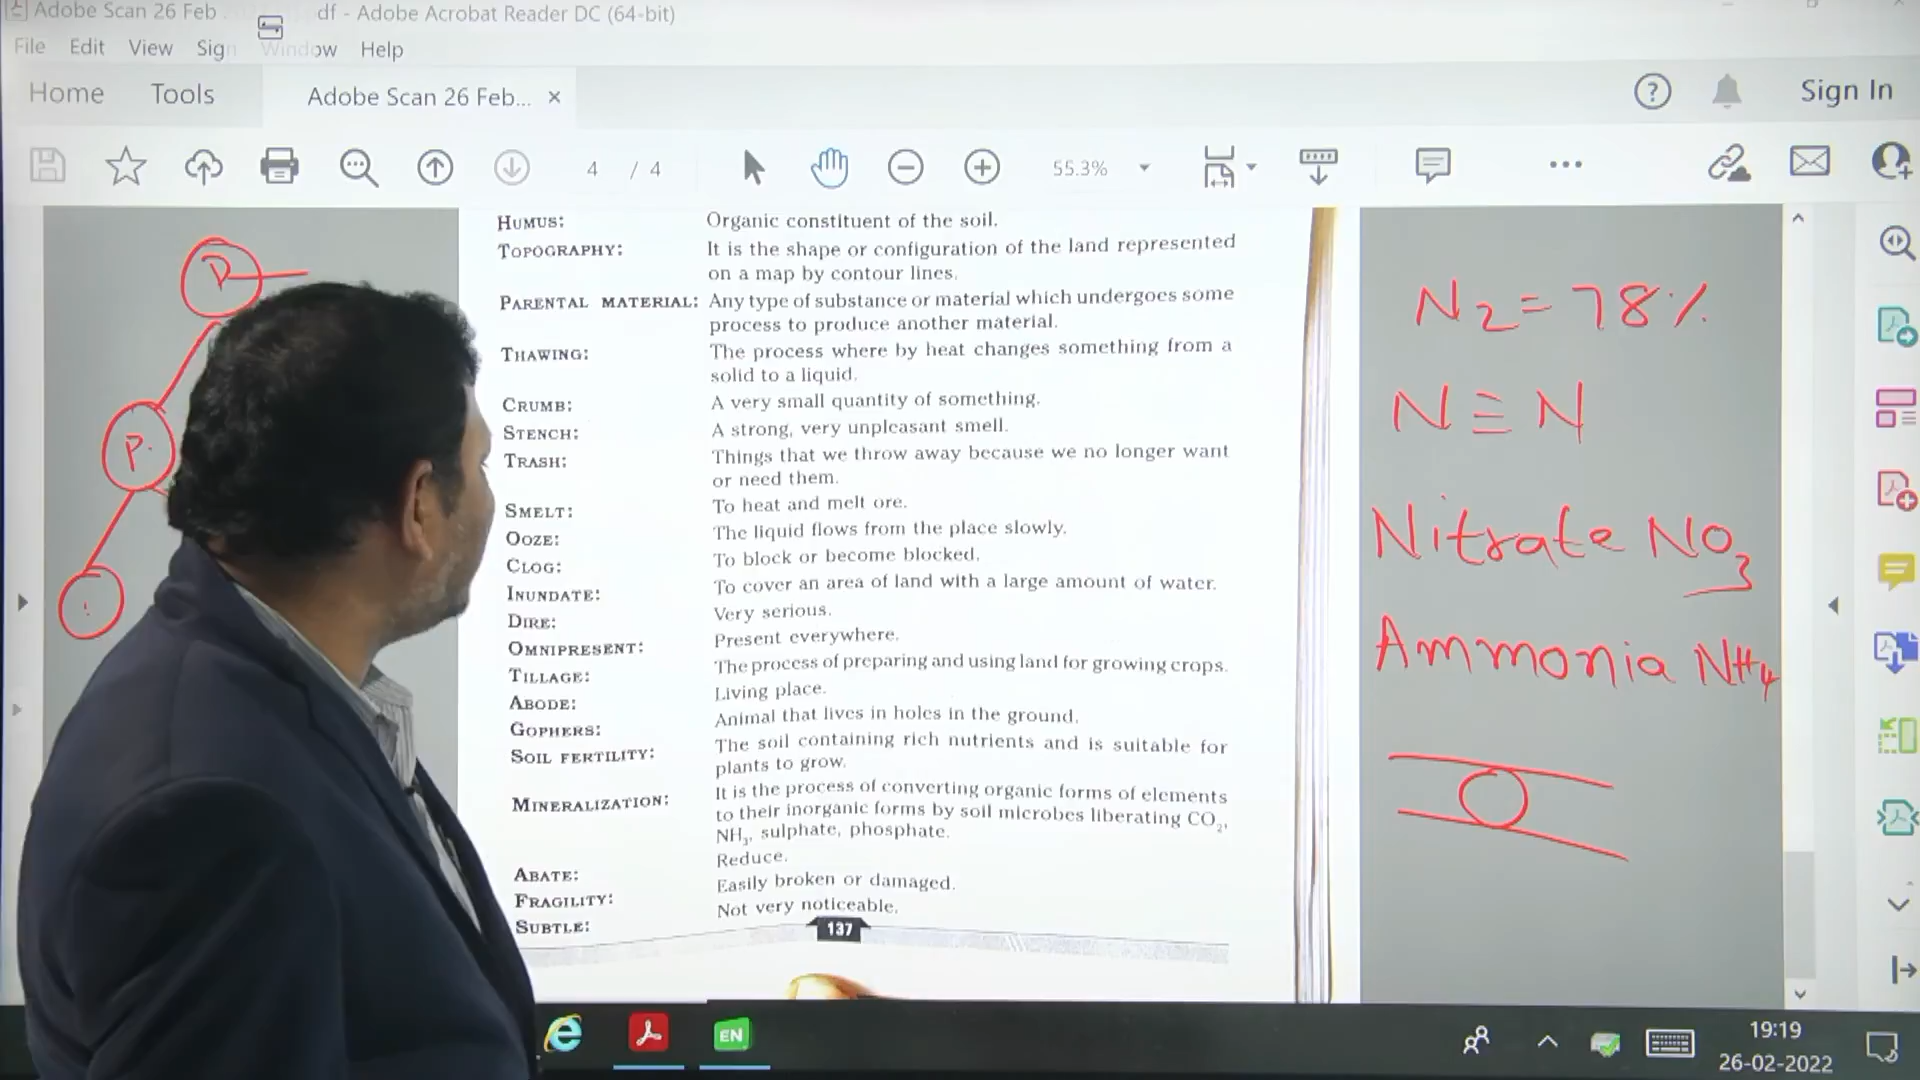 Adobe Scan 26 Feb df - Adobe Acrobat Reader DC (64-bit)
File Edit View Sign Window Help
Home Tools Adobe Scan 26 Feb... × Sign In
4 / 4 55.3%
HUMUS: Organic constituent of the soil.
TOPOGRAPHY: It is the shape or configuration of the land represented
on a map by contour lines.
PARENTAL MATERIAL: Any type of substance or material which undergoes some
process to produce another material.
THAWING: The process where by heat changes something from a
solid to a liquid.
CRUMB: A very small quantity of something.
STENCH: A strong, very unpleasant smell.
TRASH: Things that we throw away because we no longer want
or need them.
SMELT: To heat and melt ore.
OOZE: The liquid flows from the place slowly.
CLOG: To block or become blocked.
INUNDATE: To cover an area of land with a large amount of water.
DIRE: Very serious.
OMNIPRESENT: Present everywhere.
TILLAGE: The process of preparing and using land for growing crops.
ABODE: Living place.
GOPHERS: Animal that lives in holes in the ground.
SOIL FERTILITY: The soil containing rich nutrients and is suitable for
plants to grow.
MINERALIZATION: It is the process of converting organic forms of elements
to their inorganic forms by soil microbes liberating CO₂,
NH₃, sulphate, phosphate.
ABATE: Reduce.
FRAGILITY: Easily broken or damaged.
SUBTLE: Not very noticeable.
137
D
P.
N₂ = 78%
N ≡ N
Nitrate NO₃
Ammonia NH₄
EN
19:19
26-02-2022